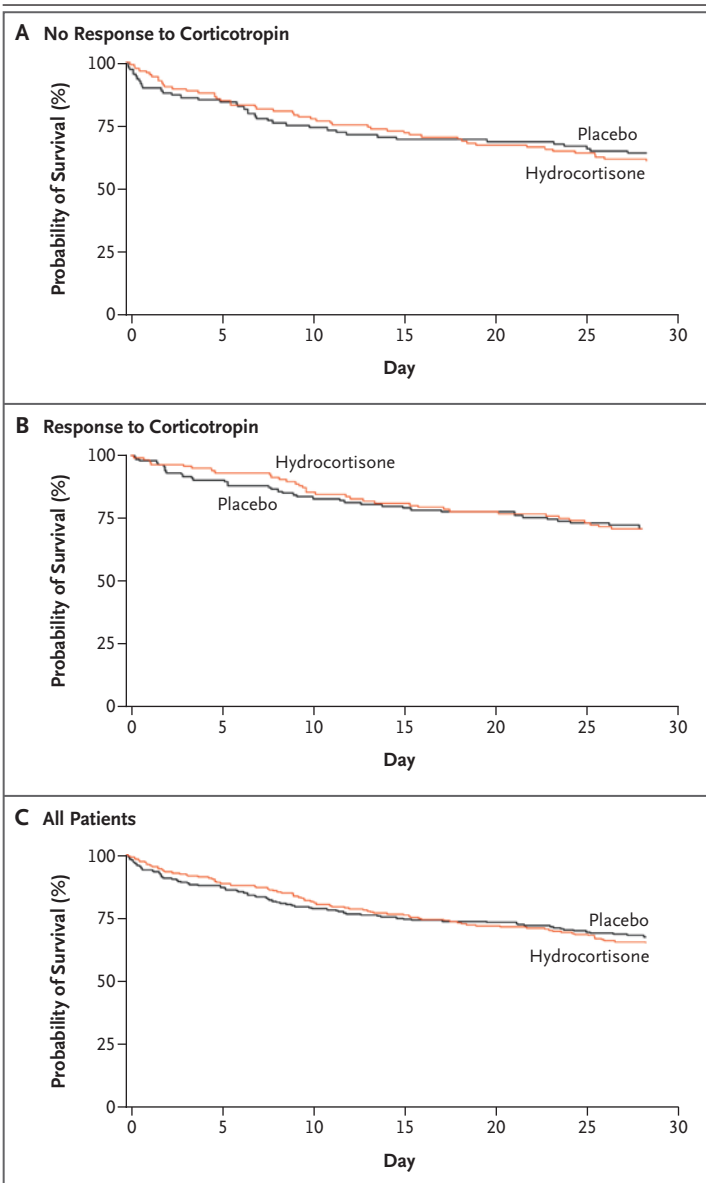 A No Response to Corticotropin
Probability of Survival (%)
100
75
50
25
0
Placebo
Hydrocortisone
0 5 10 15 20 25 30
Day
B Response to Corticotropin
Probability of Survival (%)
100
75
50
25
0
Hydrocortisone
Placebo
0 5 10 15 20 25 30
Day
C All Patients
Probability of Survival (%)
100
75
50
25
0
Placebo
Hydrocortisone
0 5 10 15 20 25 30
Day